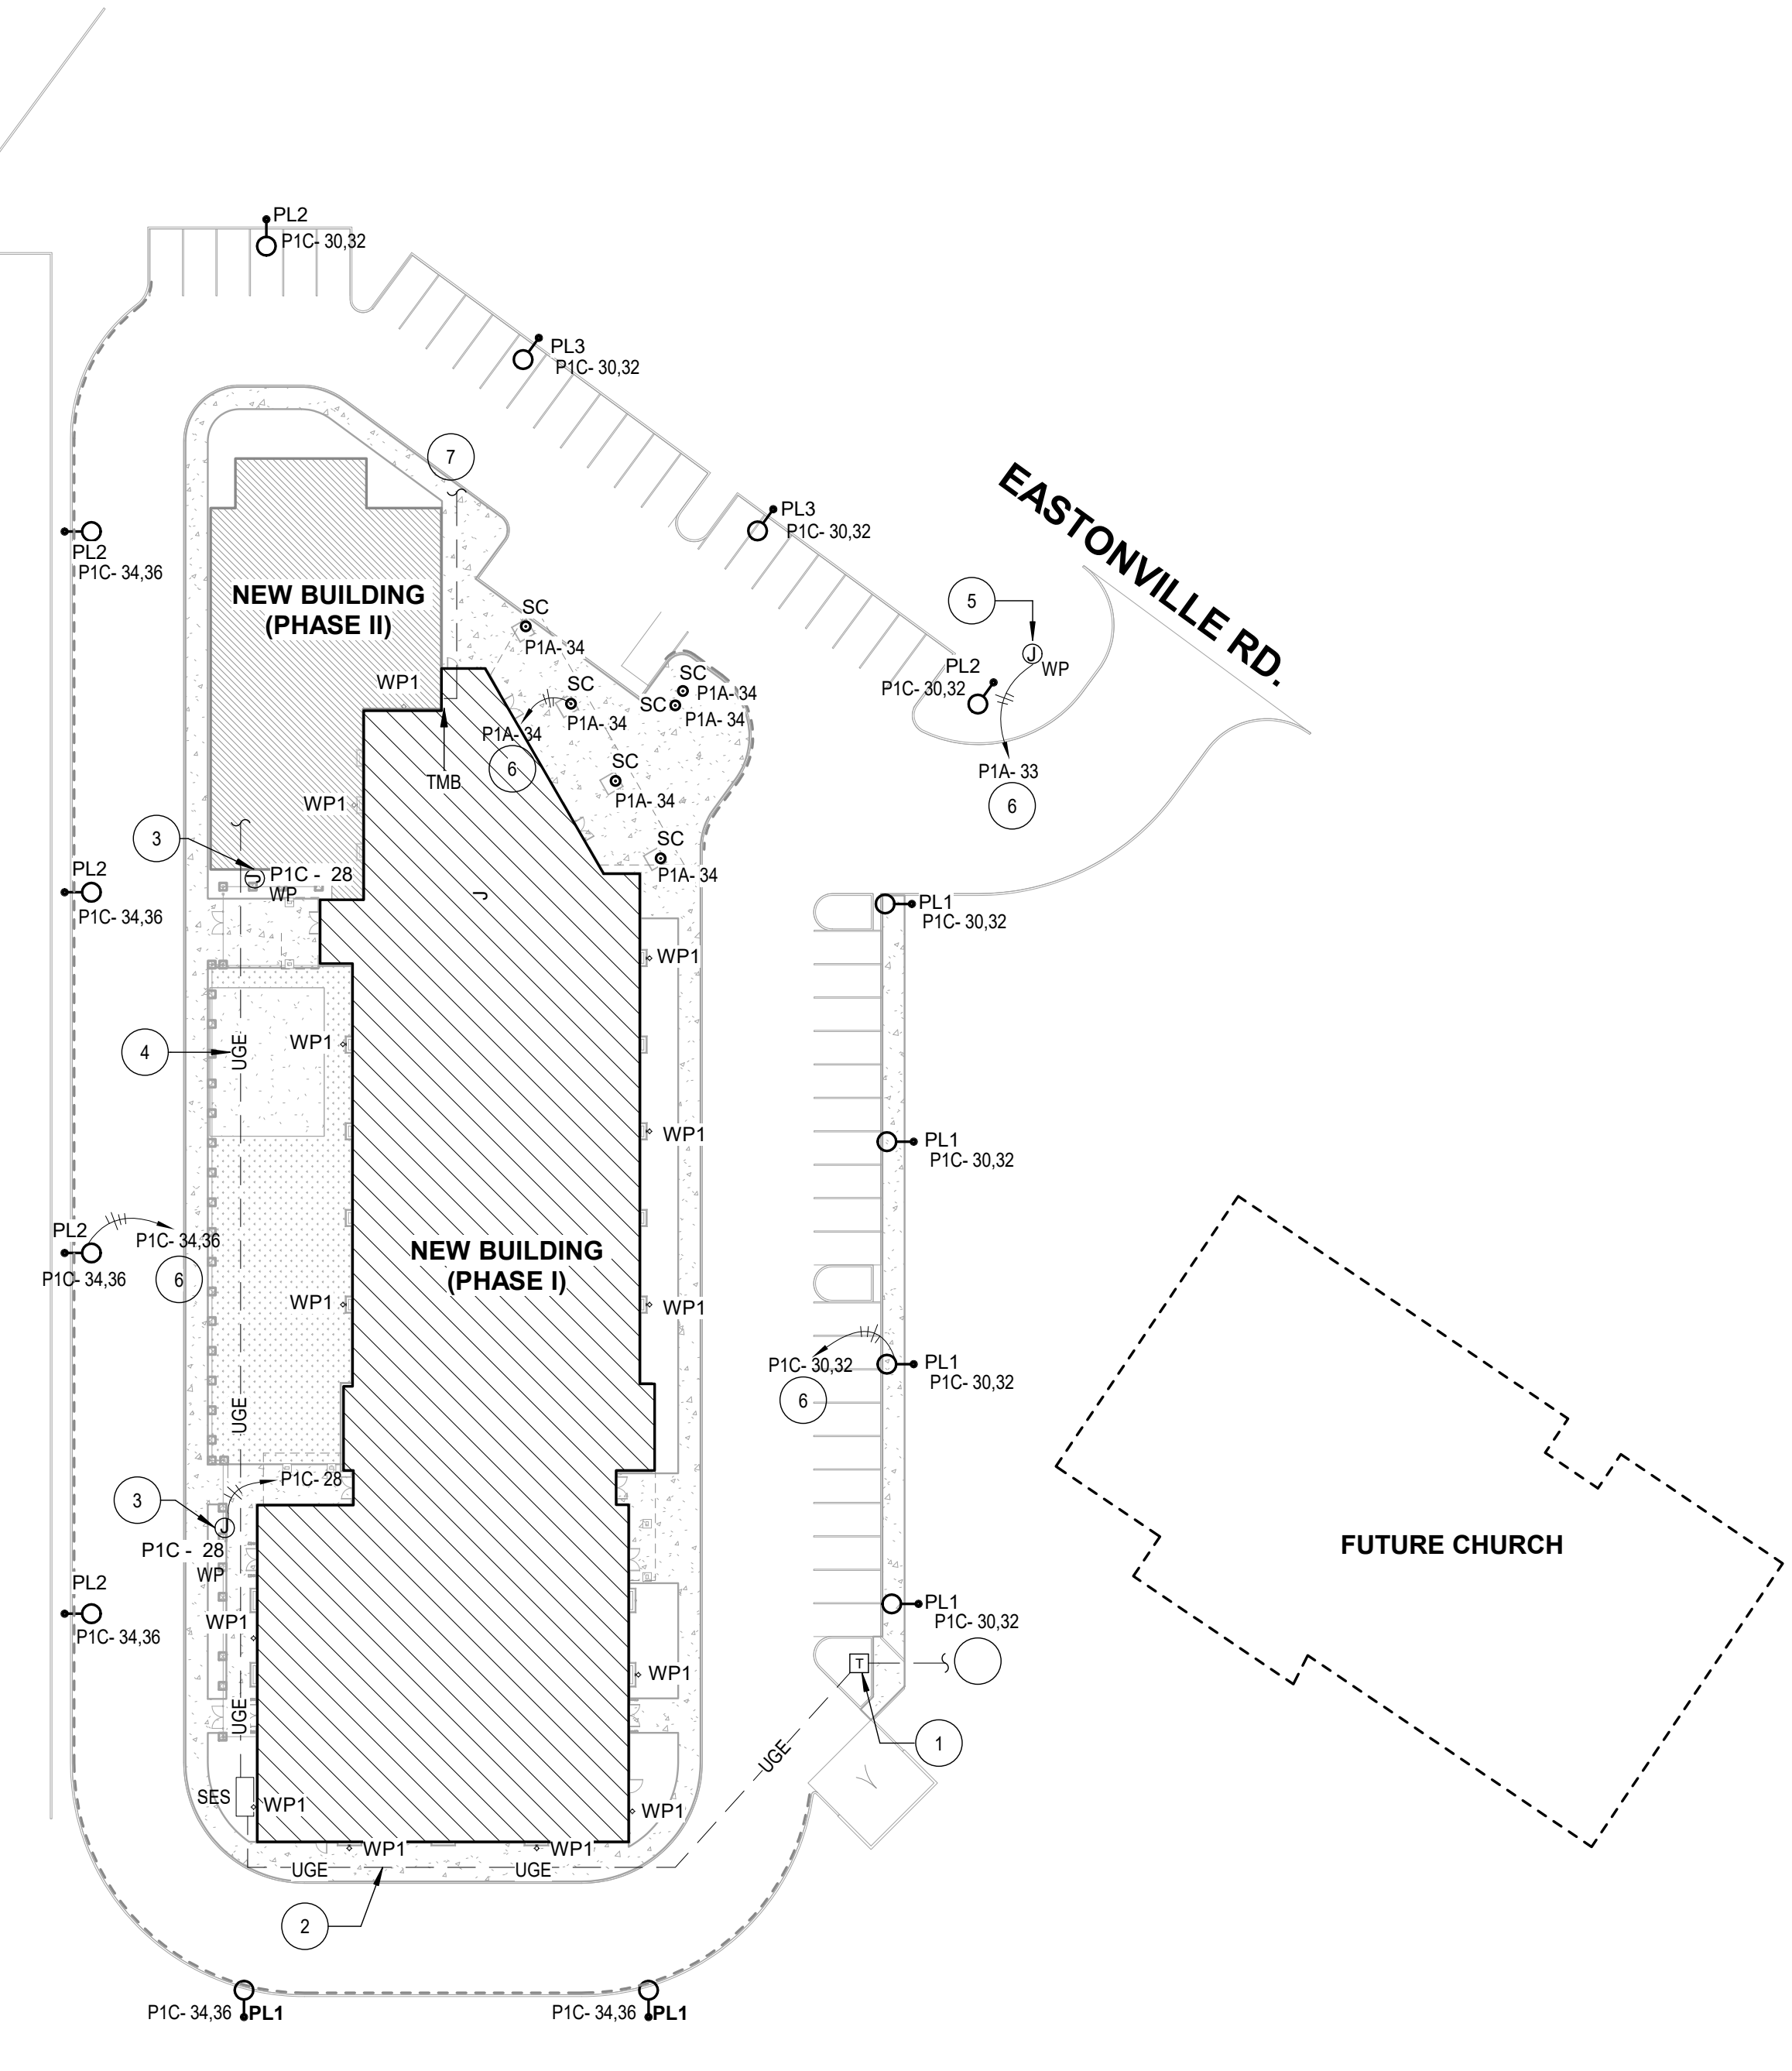 PL2
P1C- 30,32
PL3
P1C- 30,32
7
PL3
P1C- 30,32
EASTONVILLE RD.
PL2
P1C- 34,36
NEW BUILDING
(PHASE II)
5
J
WP
SC
P1A- 34
PL2
P1C- 30,32
WP1
SC
P1A- 34
SC
P1A- 34
SC
P1A- 34
P1A- 34
6
TMB
P1A- 33
6
P1A- 34
WP1
3
J
P1C - 28
WP
SC
P1A- 34
PL2
P1C- 34,36
J
PL1
P1C- 30,32
WP1
4
UGE
WP1
WP1
PL1
P1C- 30,32
PL2
P1C- 34,36
P1C- 34,36
6
NEW BUILDING
(PHASE I)
WP1
WP1
P1C- 30,32
6
PL1
P1C- 30,32
UGE
P1C- 28
3
J
P1C - 28
WP
FUTURE CHURCH
PL2
P1C- 34,36
WP1
PL1
P1C- 30,32
WP1
T
UGE
1
UGE
SES
WP1
WP1
WP1
WP1
UGE
UGE
2
P1C- 34,36
PL1
P1C- 34,36
PL1